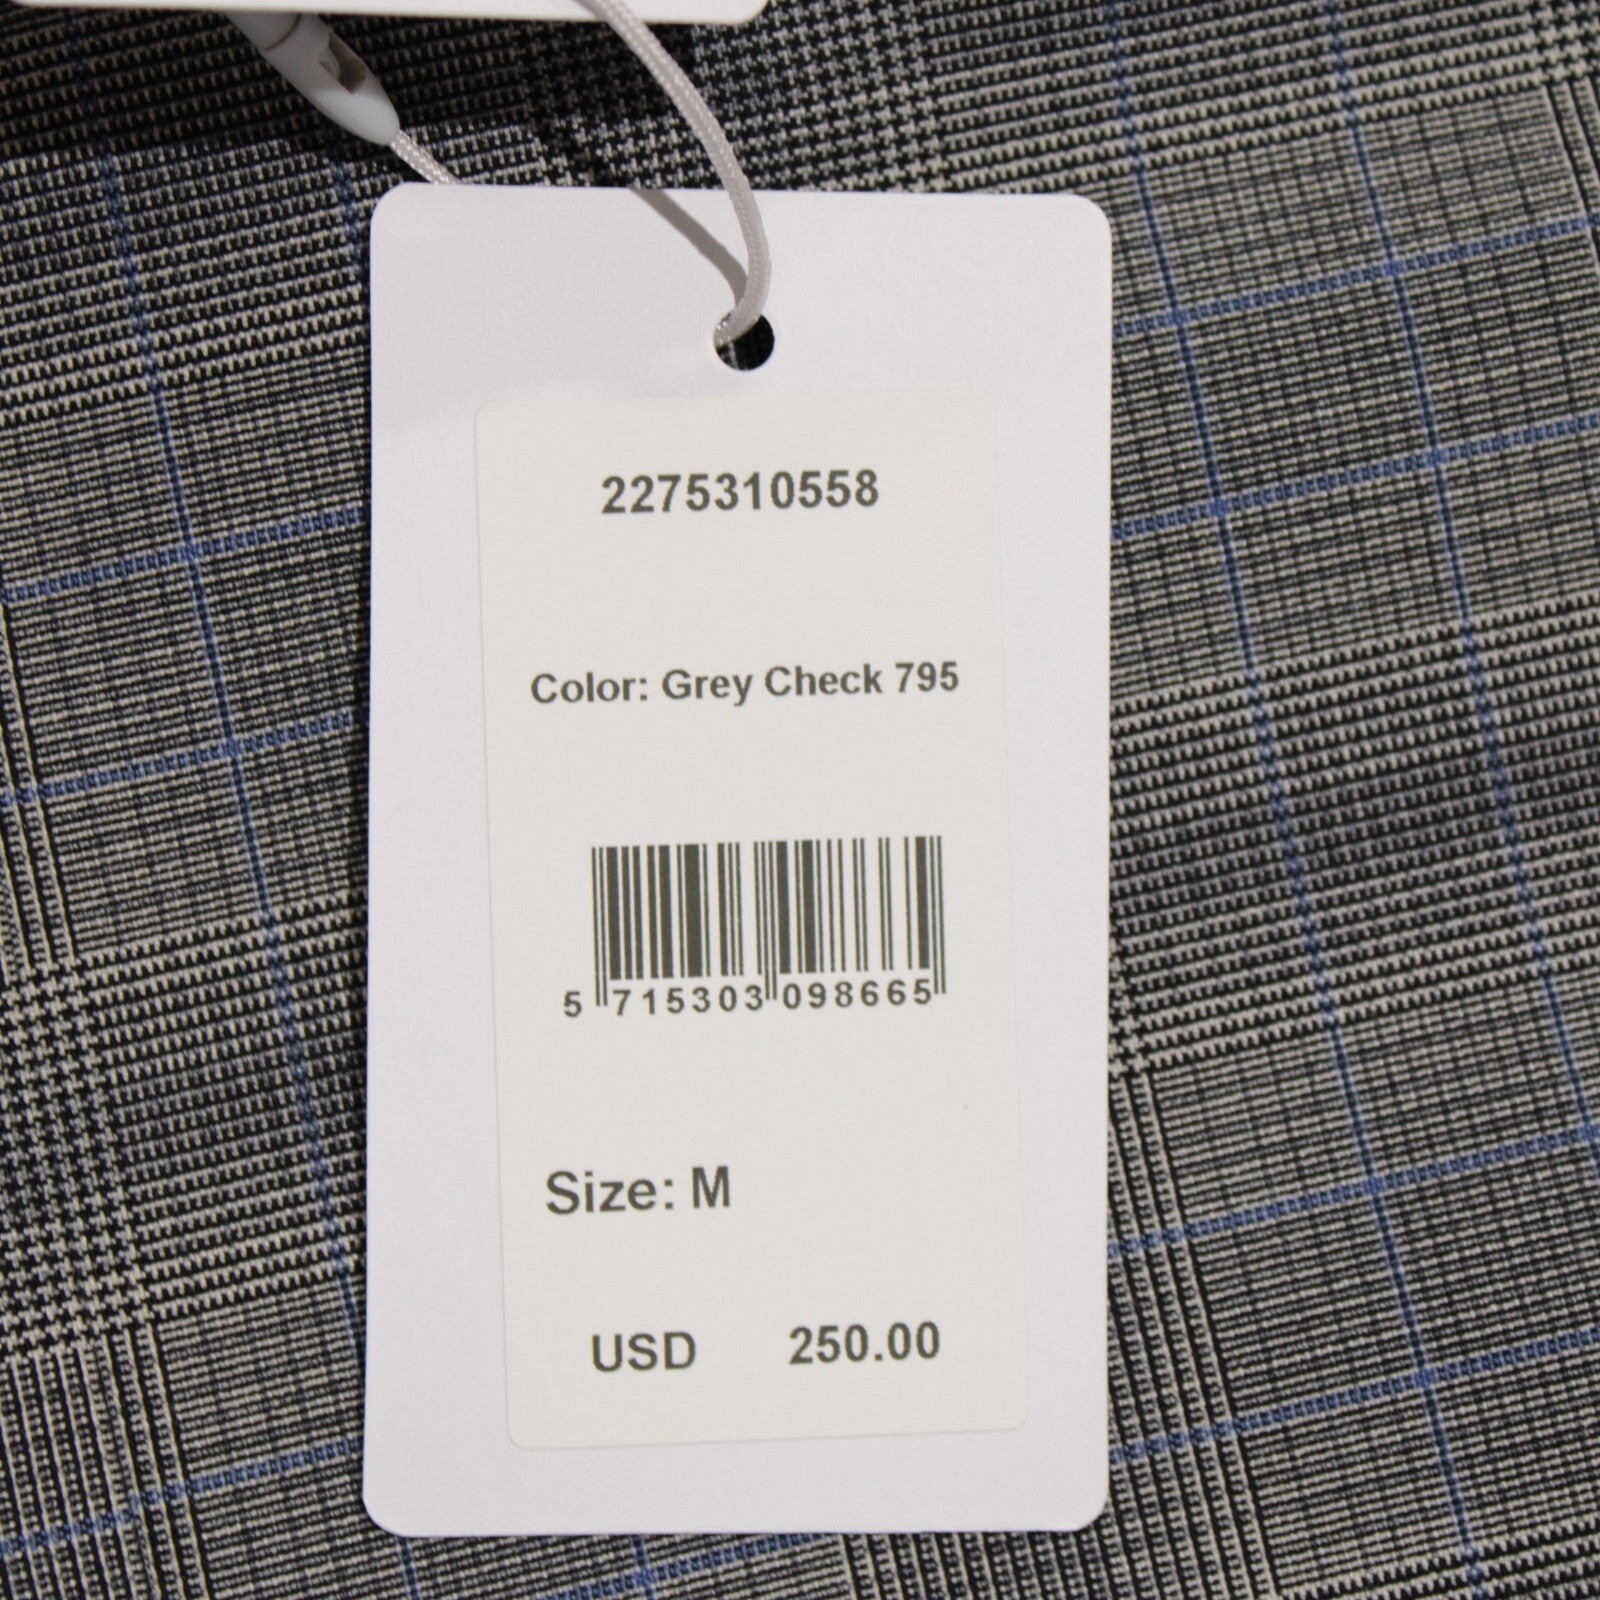 2275310558
Color: Grey Check 795
5 715303 098665
Size: M
USD 250.00